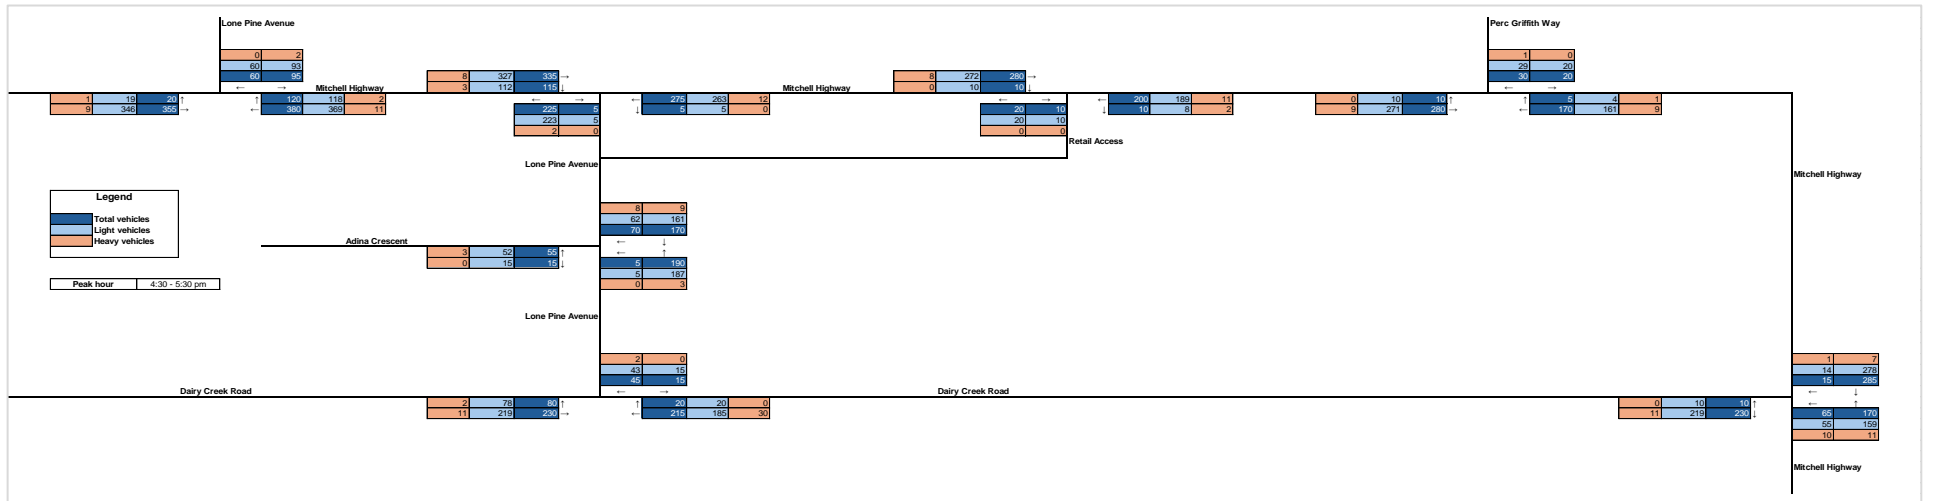 Lone Pine Avenue
Perc Griffith Way
0 2
60 93
60 95
← →
1 0
29 20
30 20
← →
Mitchell Highway
8 327 335 →
3 112 115 ↓
Mitchell Highway
8 272 280 →
0 10 10 ↓
1 19 20 ↑
9 346 355 →
↑ 120 118 2
← 380 369 11
← →
225 5
223 5
2 0
← 275 263 12
↓ 5 5 0
← →
20 10
20 10
0 0
← 200 189 11
↓ 10 8 2
0 10 10 ↑
9 271 280 →
↑ 5 4 1
← 170 161 9
Retail Access
Lone Pine Avenue
Mitchell Highway
Legend
Total vehicles
Light vehicles
Heavy vehicles
8 9
62 161
70 170
← ↓
Adina Crescent
3 52 55 ↑
0 15 15 ↓
← ↑
5 190
5 187
0 3
Peak hour 4:30 - 5:30 pm
Lone Pine Avenue
2 0
43 15
45 15
← →
1 7
14 278
15 285
← ↓
Dairy Creek Road
Dairy Creek Road
2 78 80 ↑
11 219 230 →
↑ 20 20 0
← 215 185 30
0 10 10 ↑
11 219 230 ↓
← ↑
65 170
55 159
10 11
Mitchell Highway